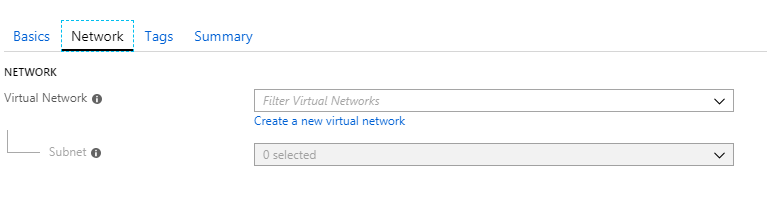 Basics Network Tags Summary
NETWORK
Virtual Network Filter Virtual Networks
Create a new virtual network
Subnet 0 selected